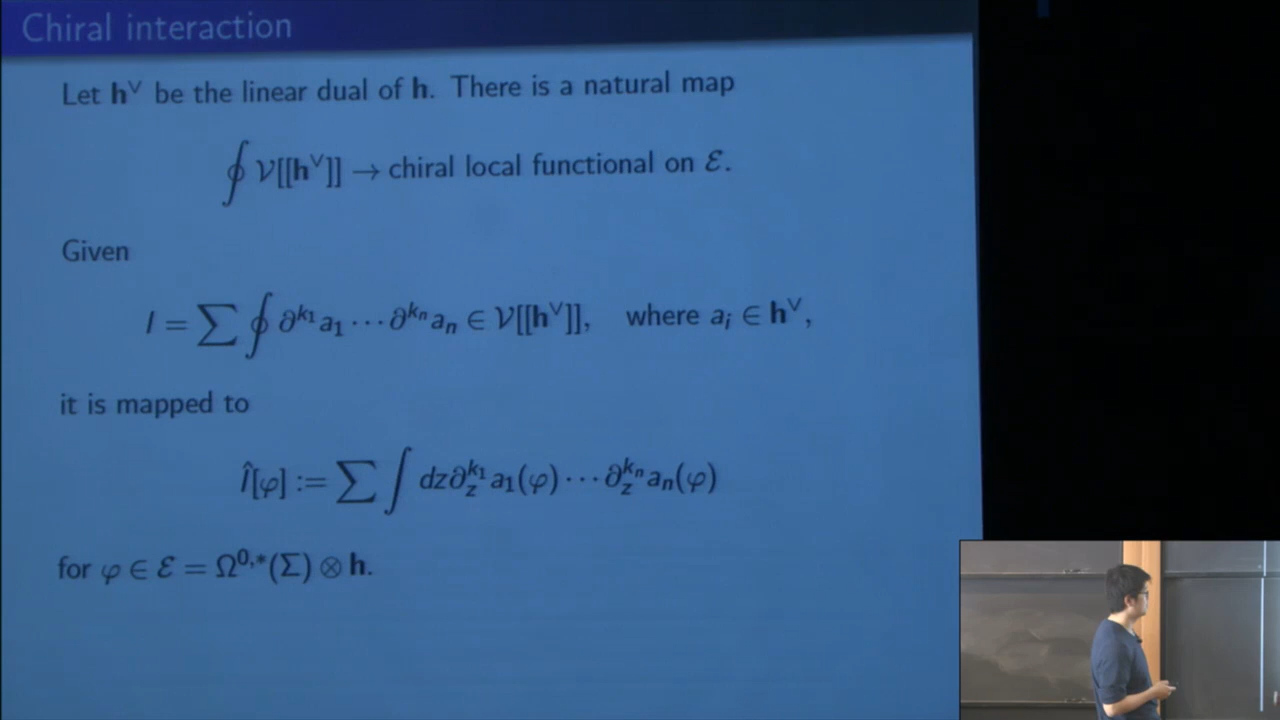 Chiral interaction
Let h^∨ be the linear dual of h. There is a natural map
∮ 𝒱[[h^∨]] → chiral local functional on ℰ.
Given
I = ∑ ∮ ∂^{k_1} a_1 ⋯ ∂^{k_n} a_n ∈ 𝒱[[h^∨]], where a_i ∈ h^∨,
it is mapped to
Î[φ] := ∑ ∫ dz ∂_z^{k_1} a_1(φ) ⋯ ∂_z^{k_n} a_n(φ)
for φ ∈ ℰ = Ω^{0,*}(Σ) ⊗ h.